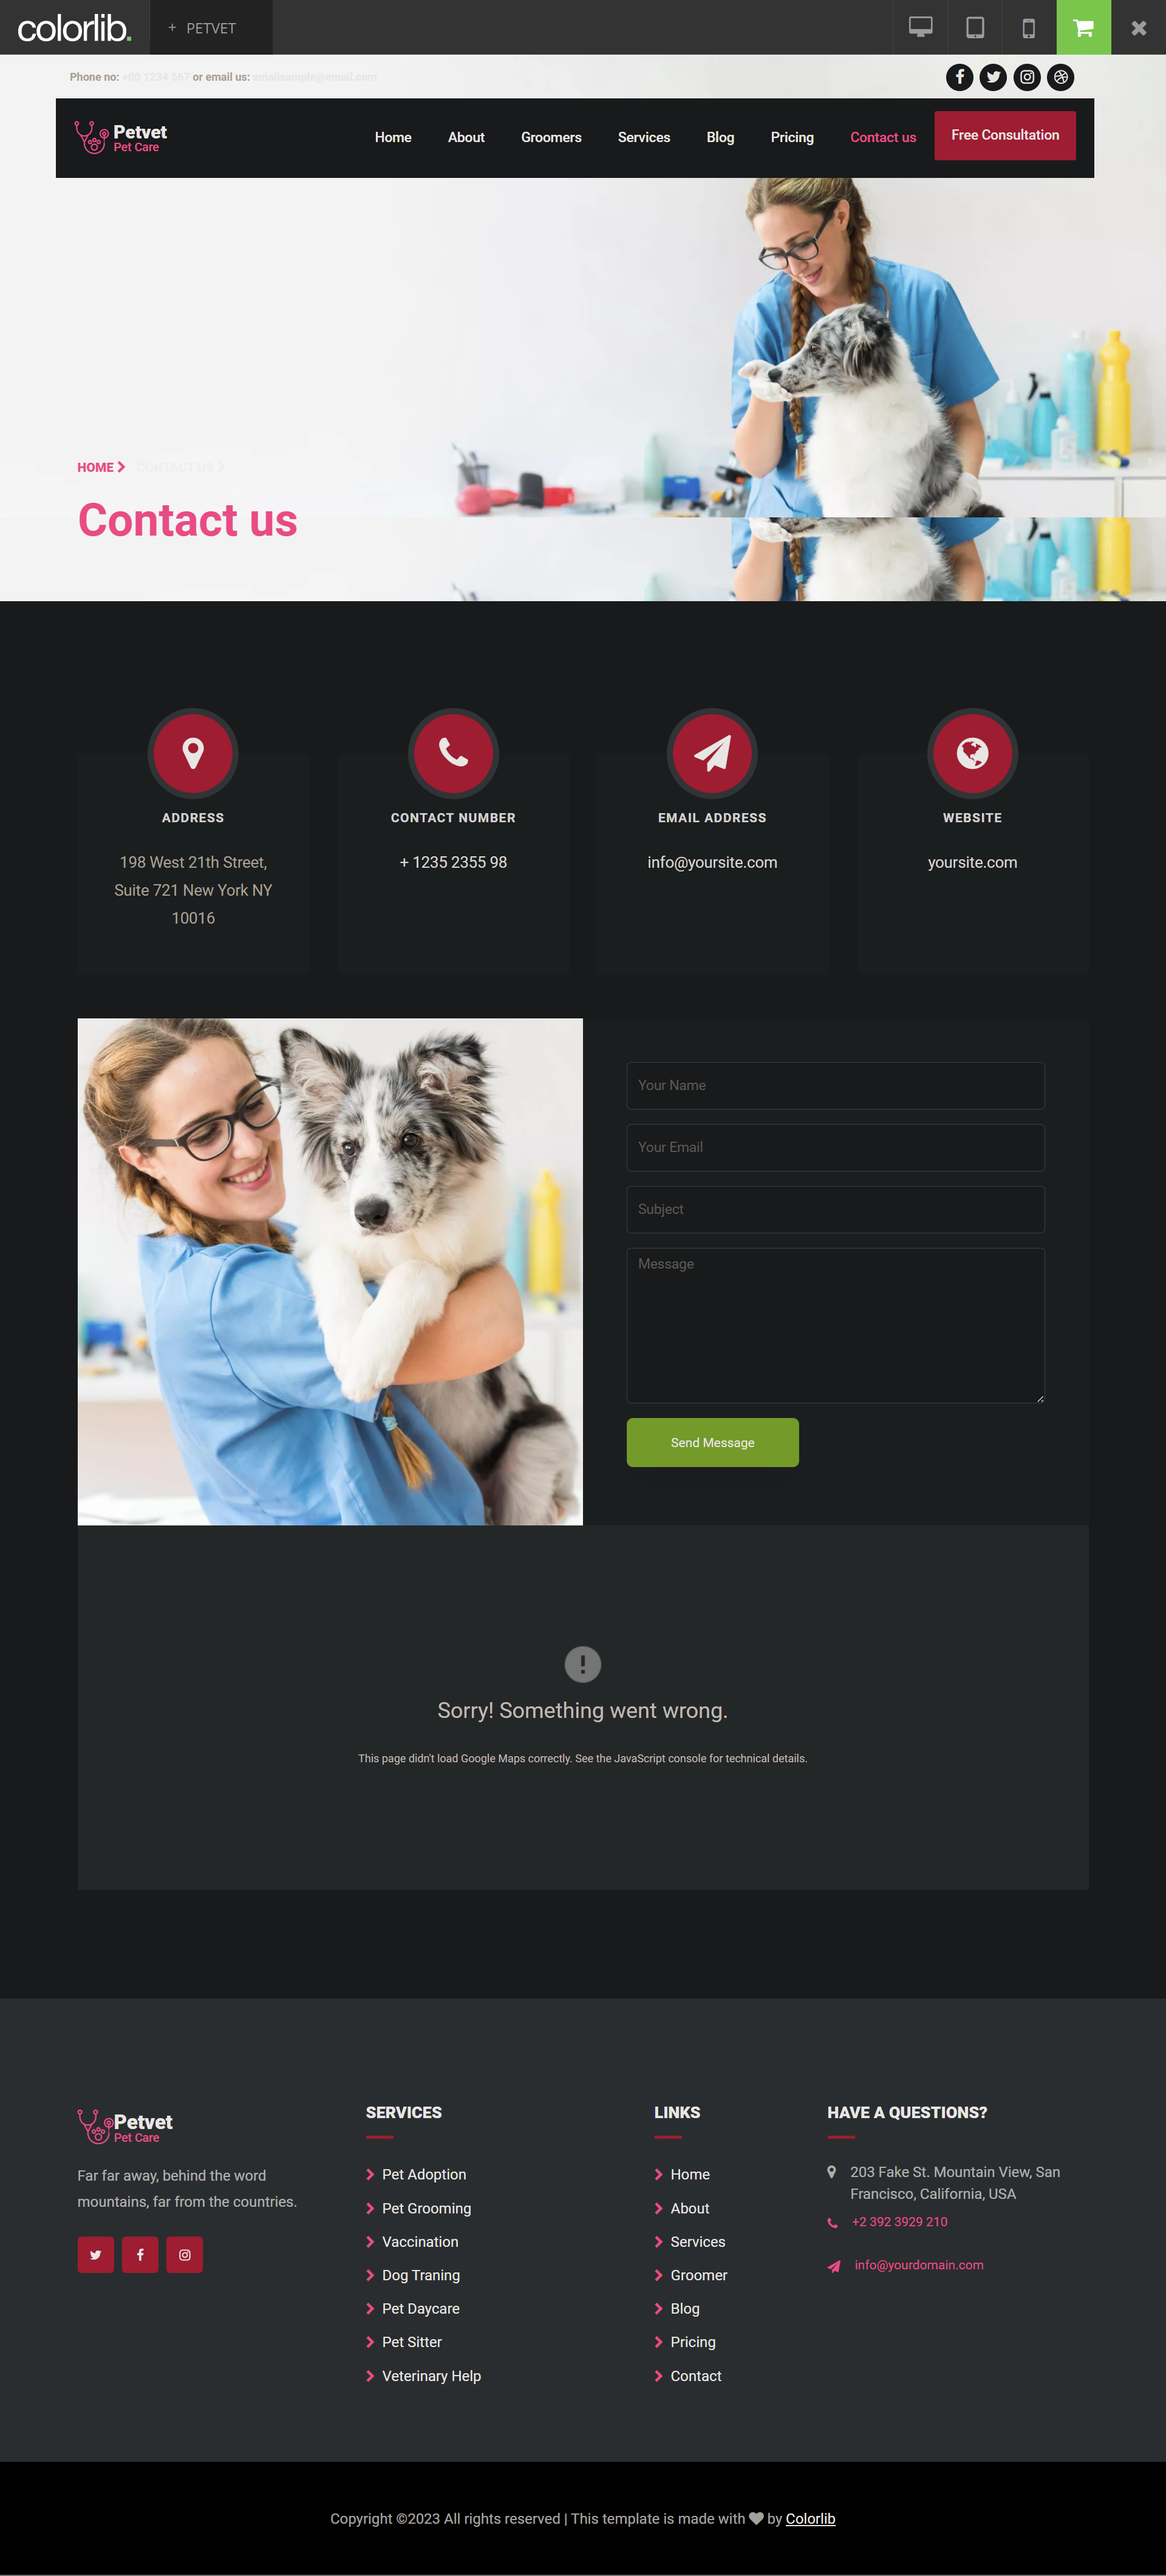 colorlib.
+ PETVET
Phone no: +00 1234 567 or email us: emailsample@email.com
Petvet
Pet Care
Home About Groomers Services Blog Pricing Contact us Free Consultation
HOME CONTACT US
Contact us
ADDRESS
198 West 21th Street,
Suite 721 New York NY
10016
CONTACT NUMBER
+ 1235 2355 98
EMAIL ADDRESS
info@yoursite.com
WEBSITE
yoursite.com
Your Name
Your Email
Subject
Message
Send Message
Sorry! Something went wrong.
This page didn't load Google Maps correctly. See the JavaScript console for technical details.
Petvet
Pet Care
Far far away, behind the word
mountains, far from the countries.
SERVICES
Pet Adoption
Pet Grooming
Vaccination
Dog Traning
Pet Daycare
Pet Sitter
Veterinary Help
LINKS
Home
About
Services
Groomer
Blog
Pricing
Contact
HAVE A QUESTIONS?
203 Fake St. Mountain View, San
Francisco, California, USA
+2 392 3929 210
info@yourdomain.com
Copyright ©2023 All rights reserved | This template is made with by Colorlib